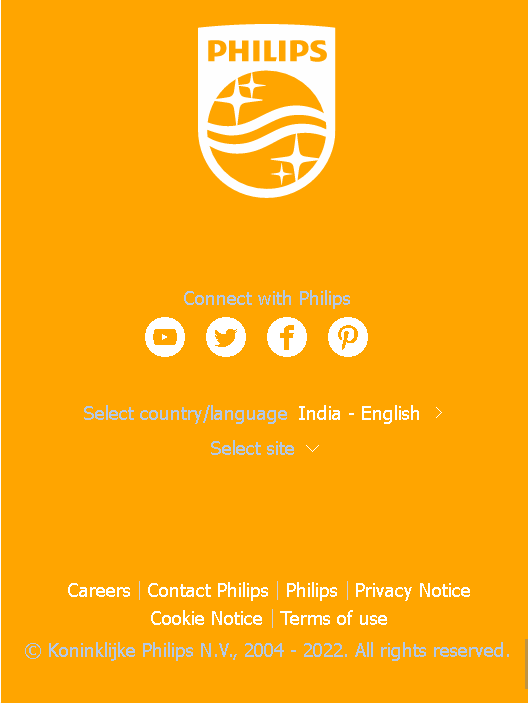 PHILIPS
Connect with Philips
Select country/language India - English
Select site
Careers | Contact Philips | Philips | Privacy Notice
Cookie Notice | Terms of use
© Koninklijke Philips N.V., 2004 - 2022. All rights reserved.